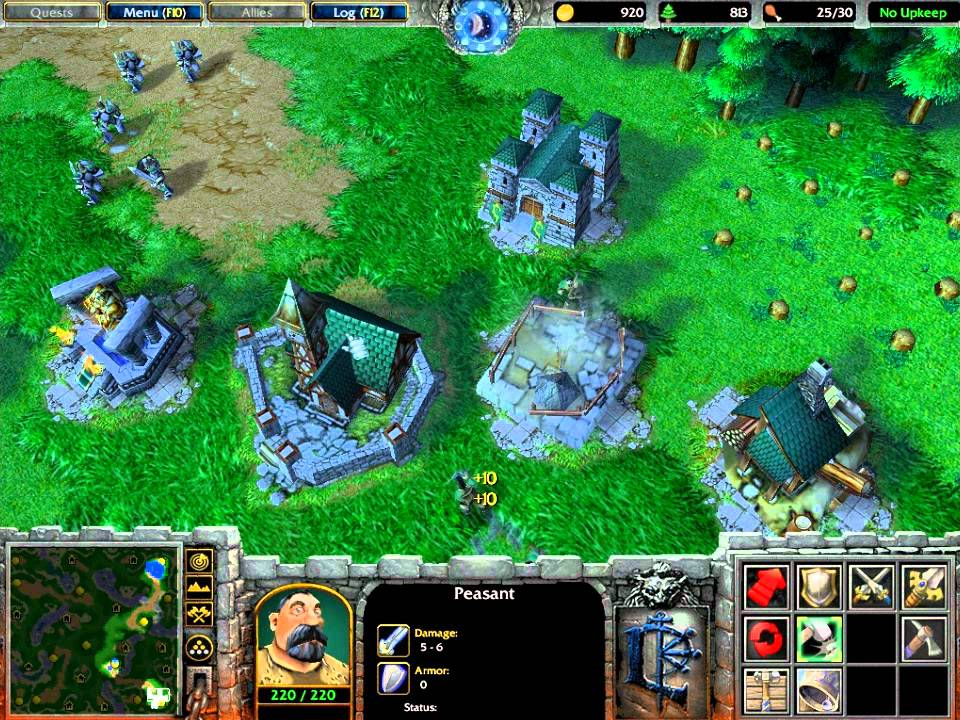 Quests Menu (F10) Allies Log (F12) 920 813 25/30 No Upkeep
+10
+10
Peasant
Damage:
5 - 6
Armor:
0
220 / 220
Status: